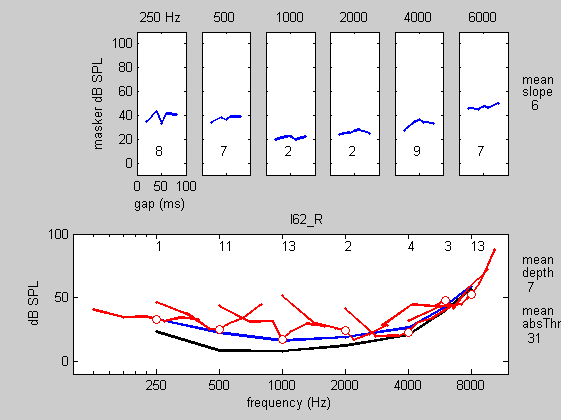 250 Hz 500 1000 2000 4000 6000
100
80
60
40
20
0
masker dB SPL
8 7 2 2 9 7
mean
slope
6
0 50 100
gap (ms)
I62_R
100
50
0
dB SPL
1 11 13 2 4 3 13
mean
depth
7
mean
absThr
31
250 500 1000 2000 4000 8000
frequency (Hz)